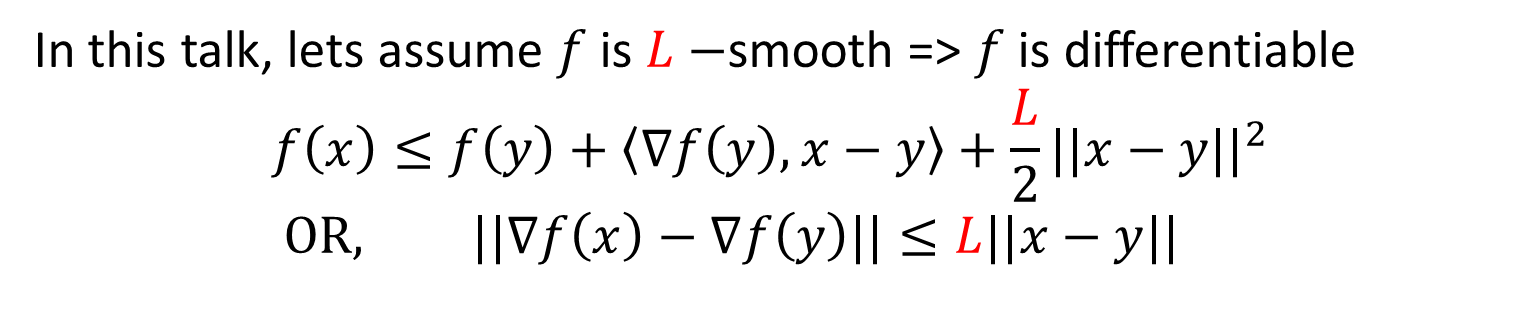 In this talk, lets assume f is L −smooth => f is differentiable
f(x) ≤ f(y) + ⟨∇f(y), x − y⟩ + L/2 ||x − y||²
OR, ||∇f(x) − ∇f(y)|| ≤ L||x − y||